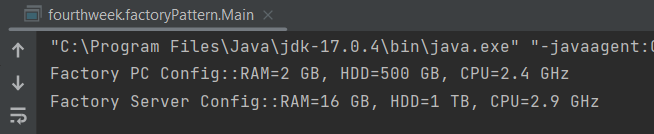 fourthweek.factoryPattern.Main
"C:\Program Files\Java\jdk-17.0.4\bin\java.exe" "-javaagent:
Factory PC Config::RAM=2 GB, HDD=500 GB, CPU=2.4 GHz
Factory Server Config::RAM=16 GB, HDD=1 TB, CPU=2.9 GHz